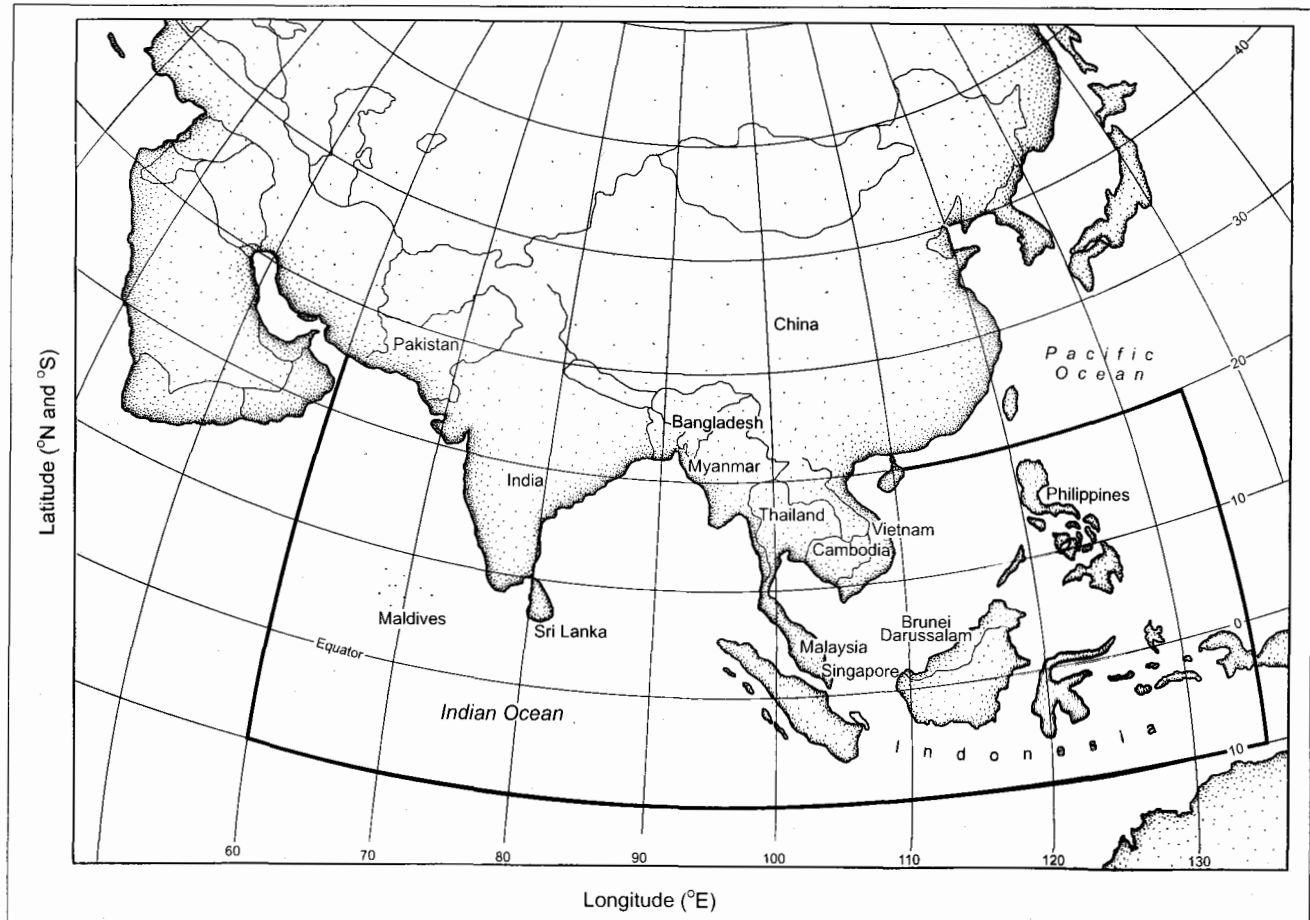 40
30
China
Pakistan
Pacific
Ocean
20
Bangladesh
Myanmar
India
Philippines
10
Thailand
Vietnam
Cambodia
Maldives
Sri Lanka
Brunei
Darussalam
0
Equator
Malaysia
Singapore
Indian Ocean
Indonesia
10
60
70
80
90
100
110
120
130
Longitude (°E)
Latitude (°N and °S)